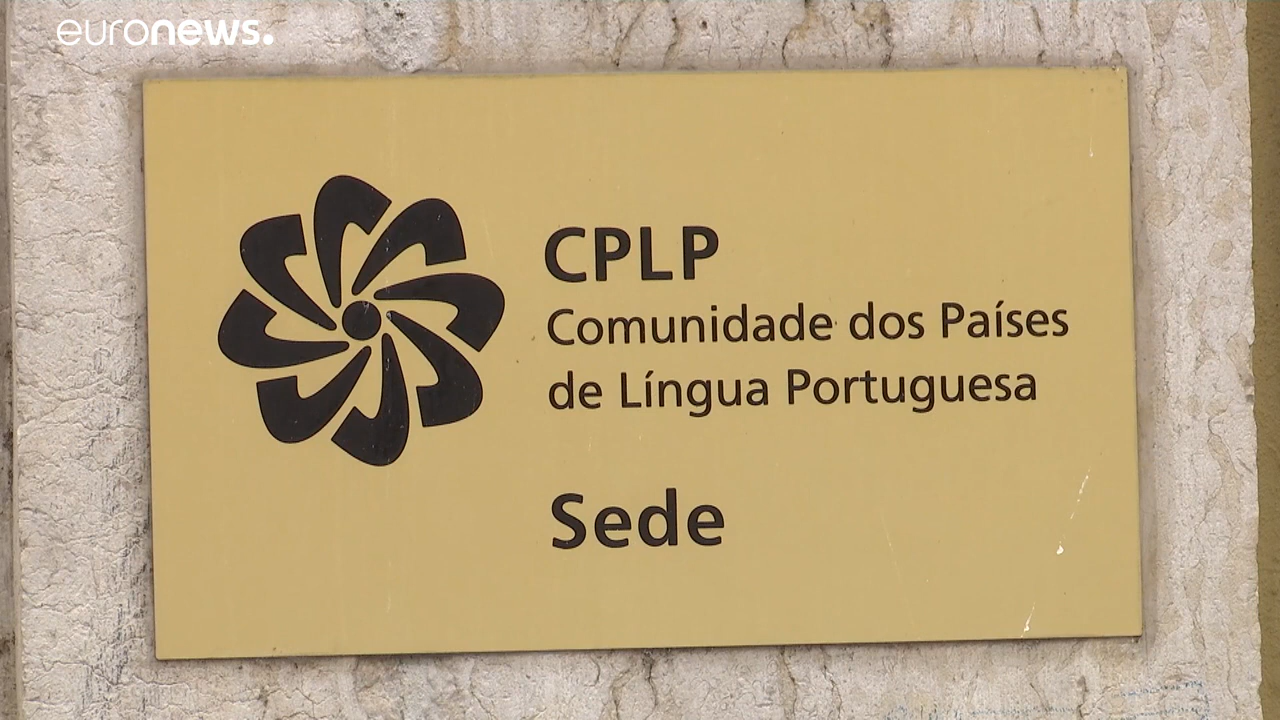 euronews.
CPLP
Comunidade dos Países
de Língua Portuguesa
Sede